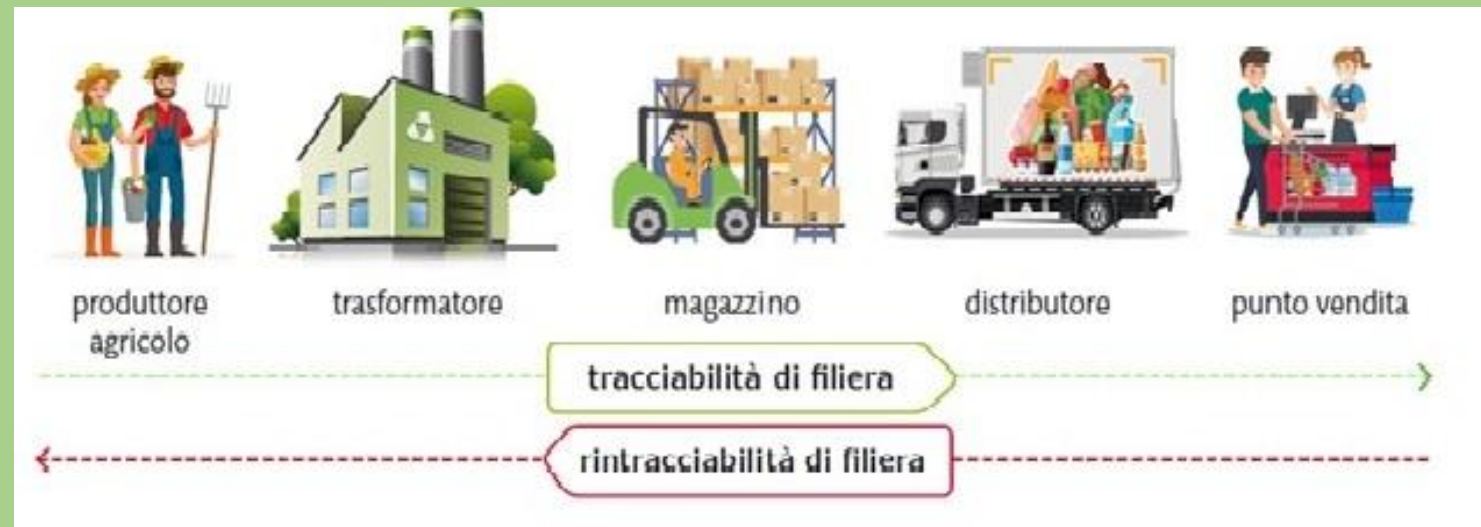 produttore
agricolo
trasformatore
magazzino
distributore
punto vendita
tracciabilità di filiera
rintracciabilità di filiera